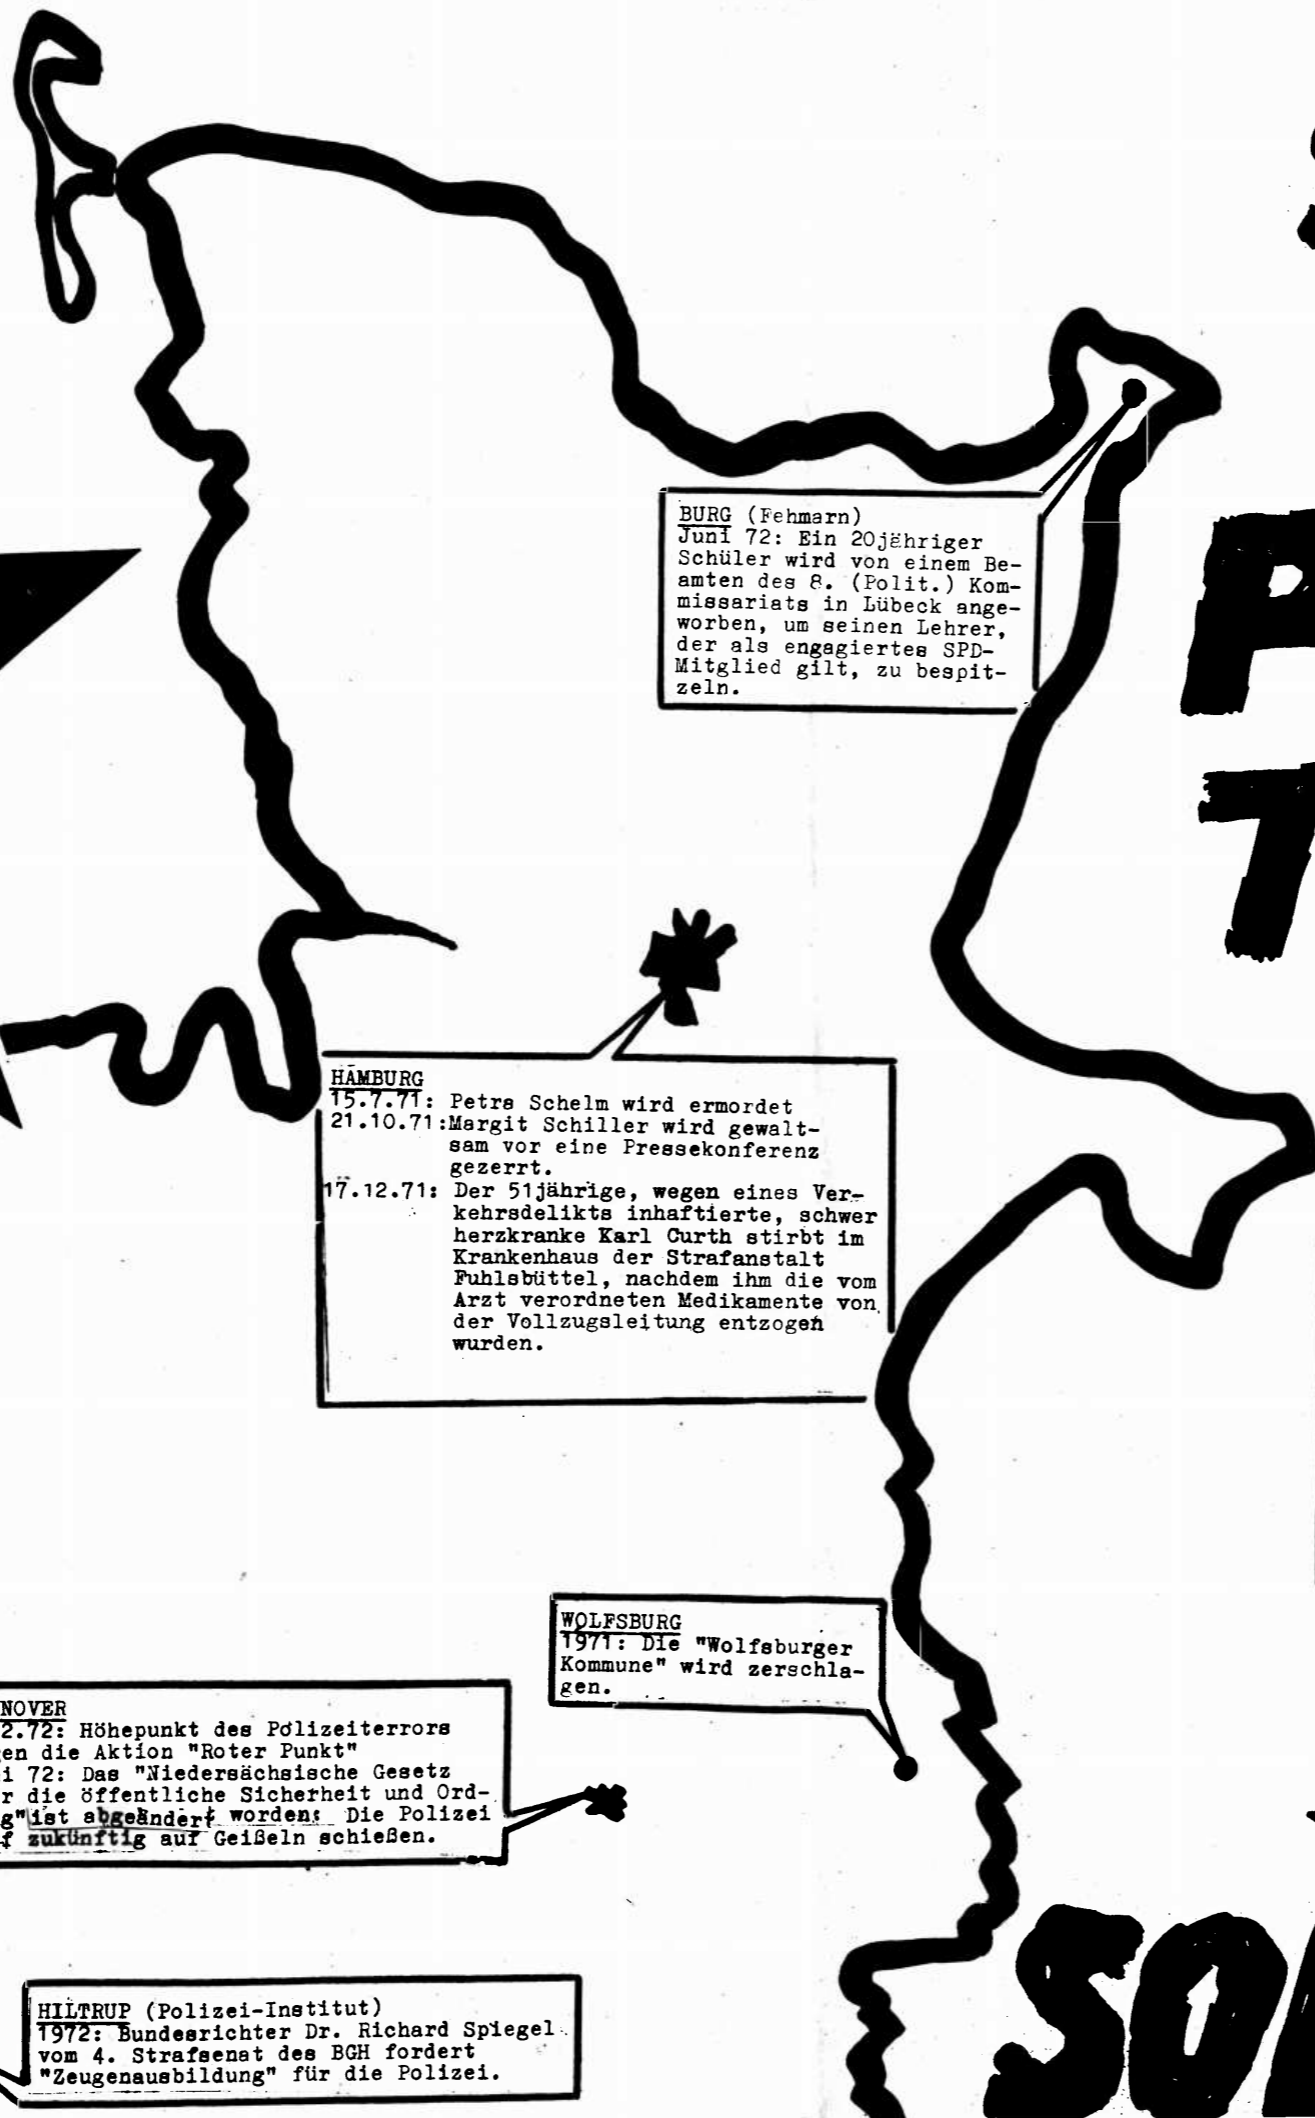 BURG (Fehmarn)
Juni 72: Ein 20jähriger
Schüler wird von einem Be-
amten des 8. (Polit.) Kom-
missariats in Lübeck ange-
worben, um seinen Lehrer,
der als engagiertes SPD-
Mitglied gilt, zu bespit-
zeln.
P
T
HAMBURG
15.7.71: Petra Schelm wird ermordet
21.10.71:Margit Schiller wird gewalt-
sam vor eine Pressekonferenz
gezerrt.
17.12.71: Der 51jährige, wegen eines Ver-
kehrsdelikts inhaftierte, schwer
herzkranke Karl Curth stirbt im
Krankenhaus der Strafanstalt
Fuhlsbüttel, nachdem ihm die vom
Arzt verordneten Medikamente von
der Vollzugsleitung entzogen
wurden.
WOLFSBURG
1971: Die "Wolfsburger
Kommune" wird zerschla-
gen.
NOVER
2.72: Höhepunkt des Polizeiterrors
en die Aktion "Roter Punkt"
i 72: Das "Niedersächsische Gesetz
r die öffentliche Sicherheit und Ord-
g" ist abgeändert worden: Die Polizei
f zukünftig auf Geißeln schießen.
HILTRUP (Polizei-Institut)
1972: Bundesrichter Dr. Richard Spiegel
vom 4. Strafsenat des BGH fordert
"Zeugenausbildung" für die Polizei.
SO